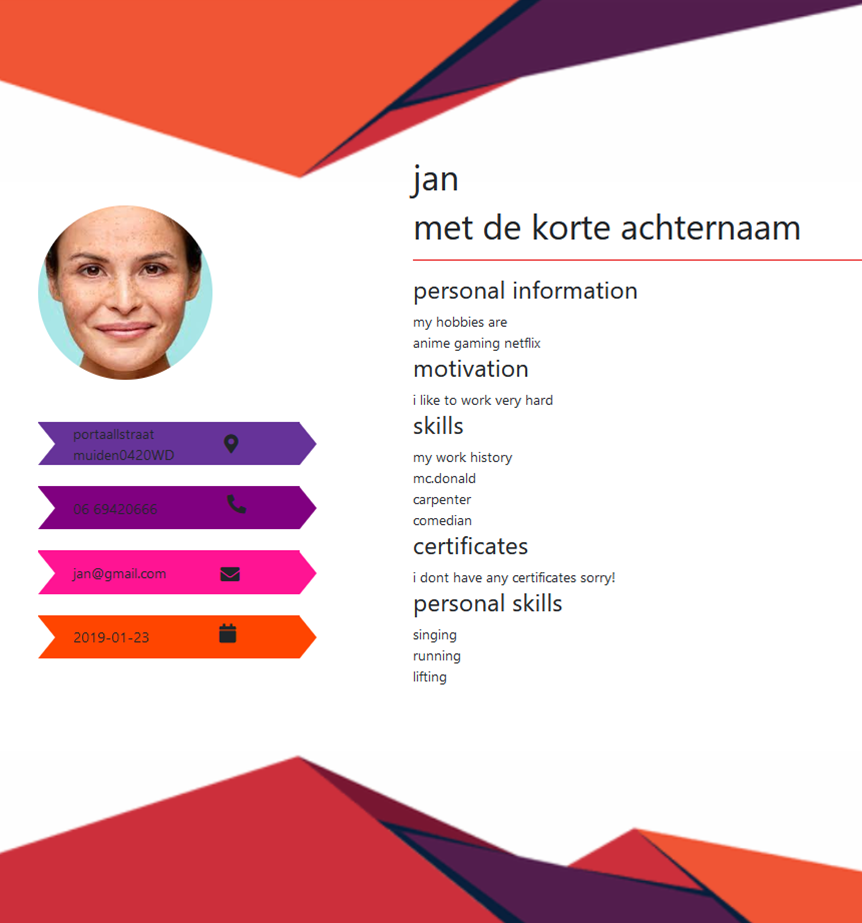 jan
met de korte achternaam
portaallstraat
muiden0420WD
06 69420666
jan@gmail.com
2019-01-23
personal information
my hobbies are
anime gaming netflix
motivation
i like to work very hard
skills
my work history
mc.donald
carpenter
comedian
certificates
i dont have any certificates sorry!
personal skills
singing
running
lifting